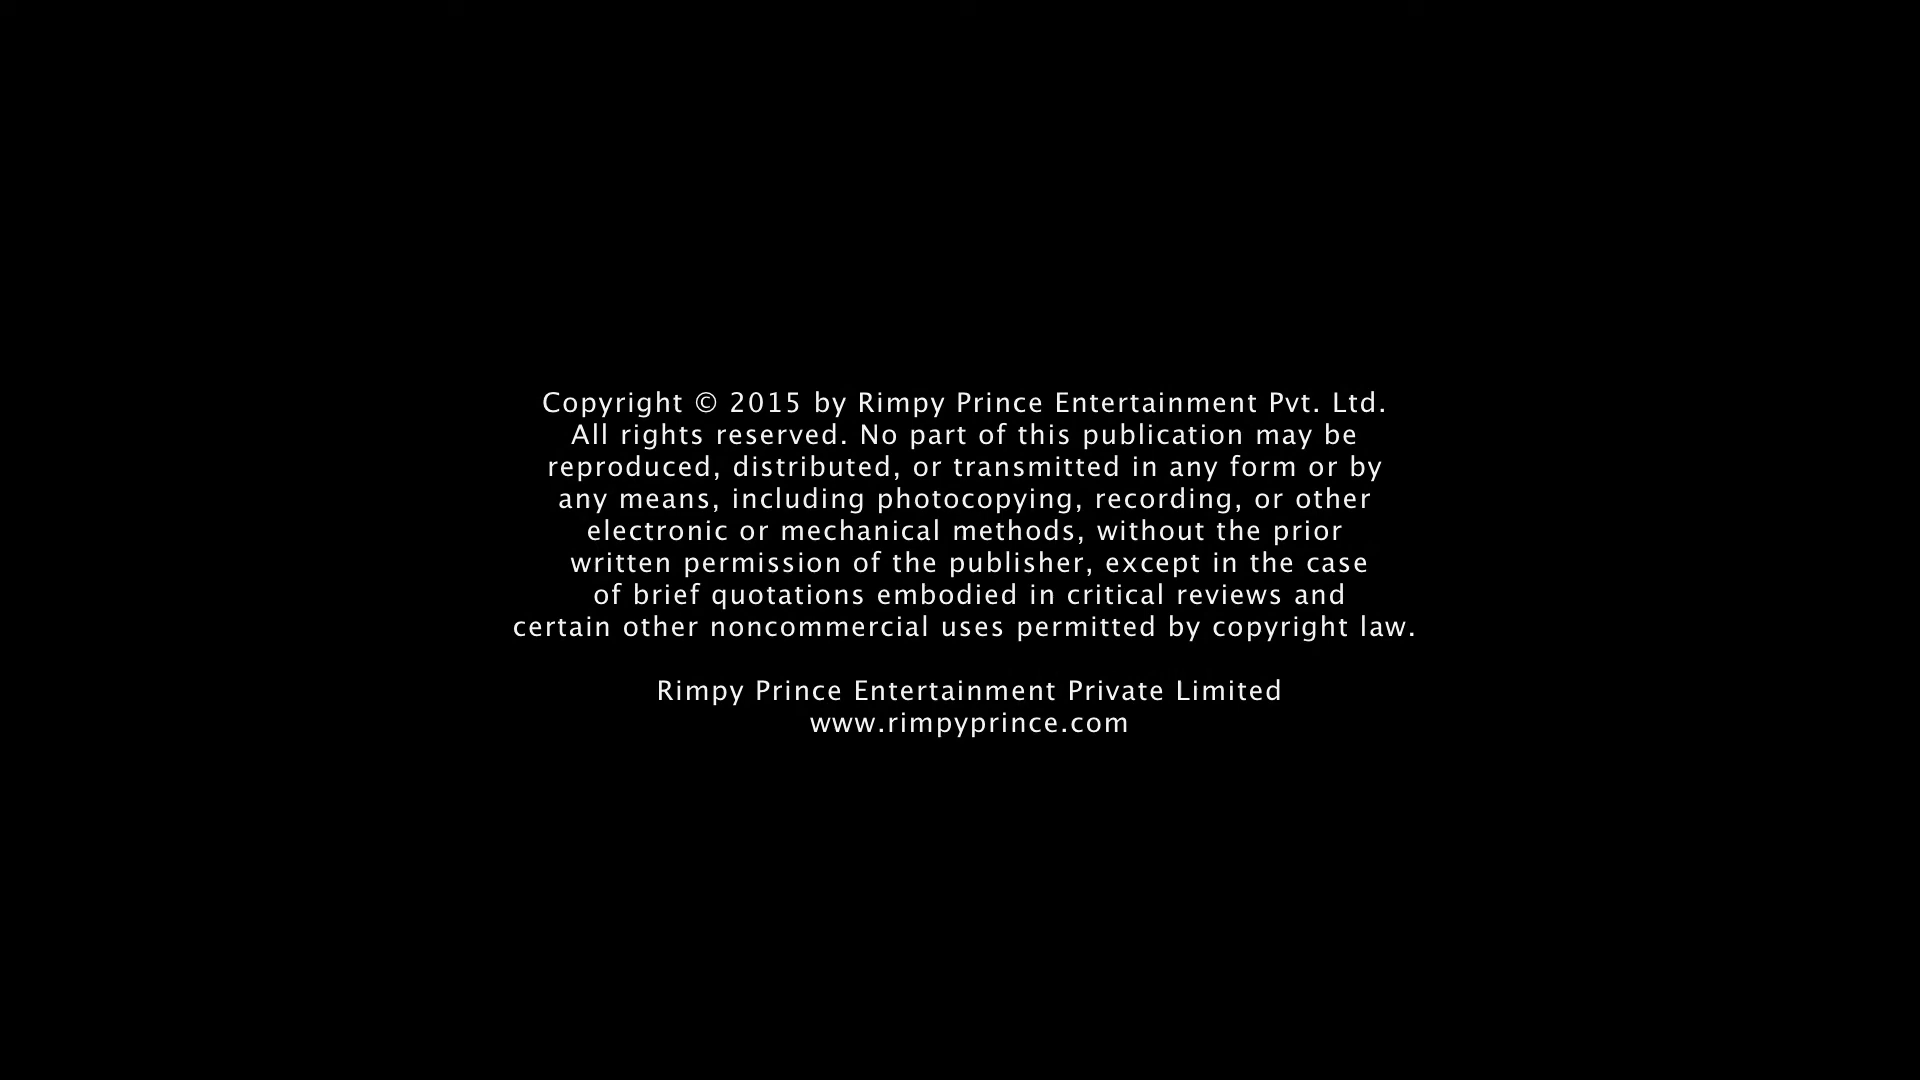 Copyright © 2015 by Rimpy Prince Entertainment Pvt. Ltd.
All rights reserved. No part of this publication may be
reproduced, distributed, or transmitted in any form or by
any means, including photocopying, recording, or other
electronic or mechanical methods, without the prior
written permission of the publisher, except in the case
of brief quotations embodied in critical reviews and
certain other noncommercial uses permitted by copyright law.
Rimpy Prince Entertainment Private Limited
www.rimpyprince.com